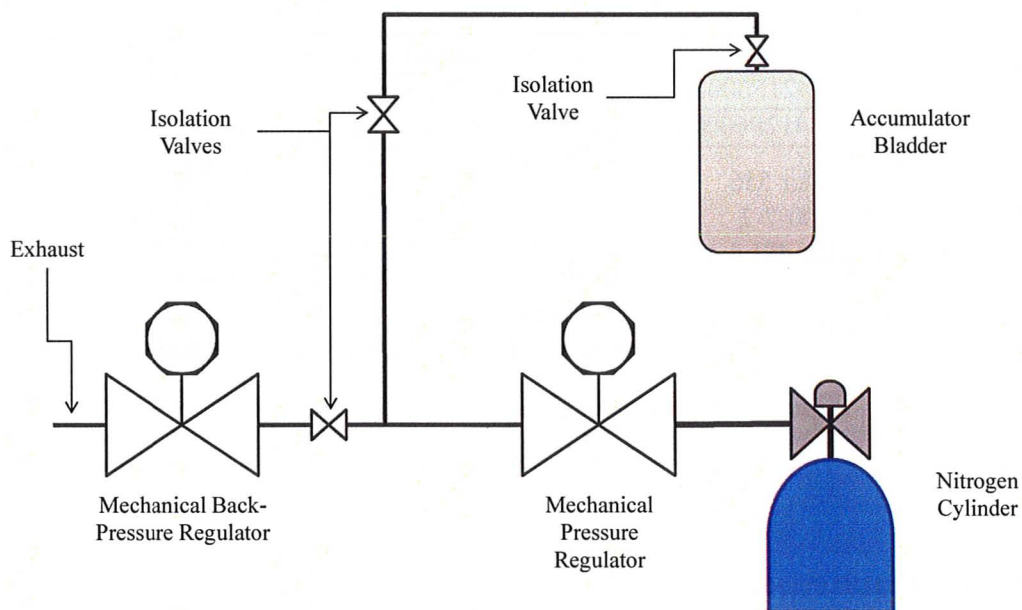 Isolation
Valve
Isolation
Valves
Accumulator
Bladder
Exhaust
Mechanical Back-
Pressure Regulator
Mechanical
Pressure
Regulator
Nitrogen
Cylinder